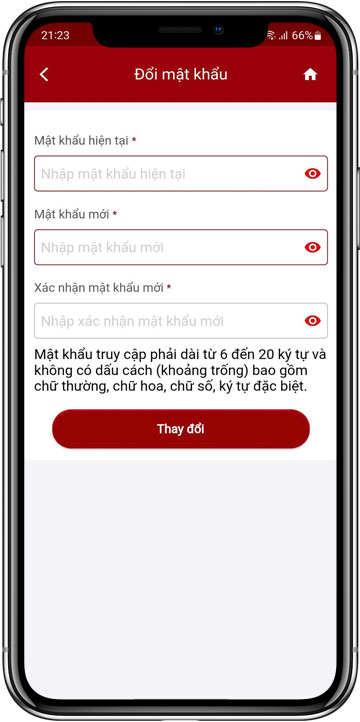 21:23
66%
Đổi mật khẩu
Mật khẩu hiện tại *
Nhập mật khẩu hiện tại
Mật khẩu mới *
Nhập mật khẩu mới
Xác nhận mật khẩu mới *
Nhập xác nhận mật khẩu mới
Mật khẩu truy cập phải dài từ 6 đến 20 ký tự và
không có dấu cách (khoảng trống) bao gồm
chữ thường, chữ hoa, chữ số, ký tự đặc biệt.
Thay đổi